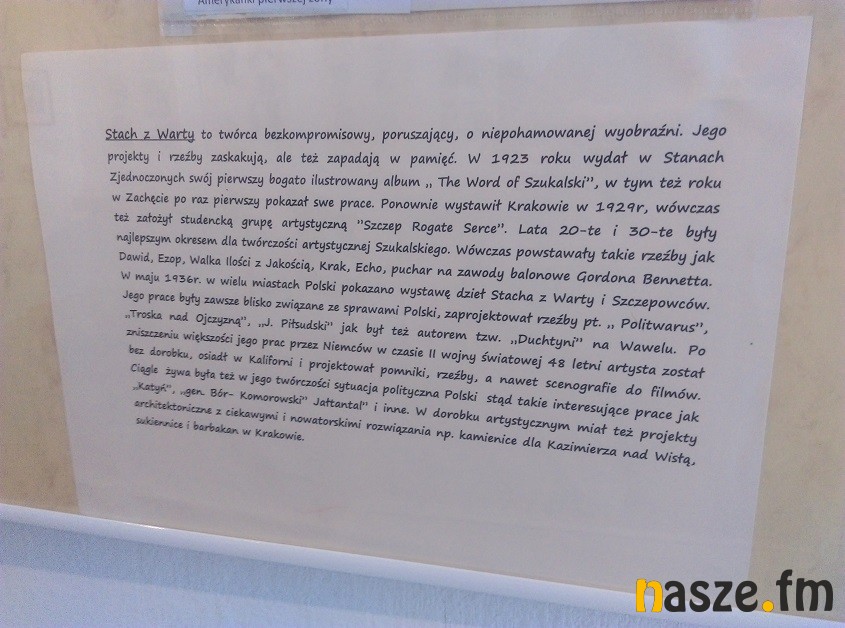 Amerykanki pierwszej żony
Stach z Warty to twórca bezkompromisowy, poruszający, o niepohamowanej wyobraźni. Jego
projekty i rzeźby zaskakują, ale też zapadają w pamięć. W 1923 roku wydał w Stanach
Zjednoczonych swój pierwszy bogato ilustrowany album „ The Word of Szukalski", w tym też roku
w Zachęcie po raz pierwszy pokazał swe prace. Ponownie wystawił Krakowie w 1929r, wówczas
też założył studencką grupę artystyczną "Szczep Rogate Serce". Lata 20-te i 30-te były
najlepszym okresem dla twórczości artystycznej Szukalskiego. Wówczas powstawały takie rzeźby jak
Dawid, Ezop, Walka Ilości z Jakością, Krak, Echo, puchar na zawody balonowe Gordona Bennetta.
W maju 1936r. w wielu miastach Polski pokazano wystawę dzieł Stacha z Warty i Szczepowców.
Jego prace były zawsze blisko związane ze sprawami Polski, zaprojektował rzeźby pt. „ Politwarus",
„Troska nad Ojczyzną", „J. Piłsudski" jak był też autorem tzw. „Duchtyni" na Wawelu. Po
zniszczeniu większości jego prac przez Niemców w czasie II wojny światowej 48 letni artysta został
bez dorobku, osiadł w Kaliforni i projektował pomniki, rzeźby, a nawet scenografie do filmów.
Ciągle żywa była też w jego twórczości sytuacja polityczna Polski stąd takie interesujące prace jak
„Katyń", „gen. Bór- Komorowski" Jałtantal" i inne. W dorobku artystycznym miał też projekty
architektoniczne z ciekawymi i nowatorskimi rozwiązania np. kamienice dla Kazimierza nad Wisłą,
sukiennice i barbakan w Krakowie.
nasze.fm